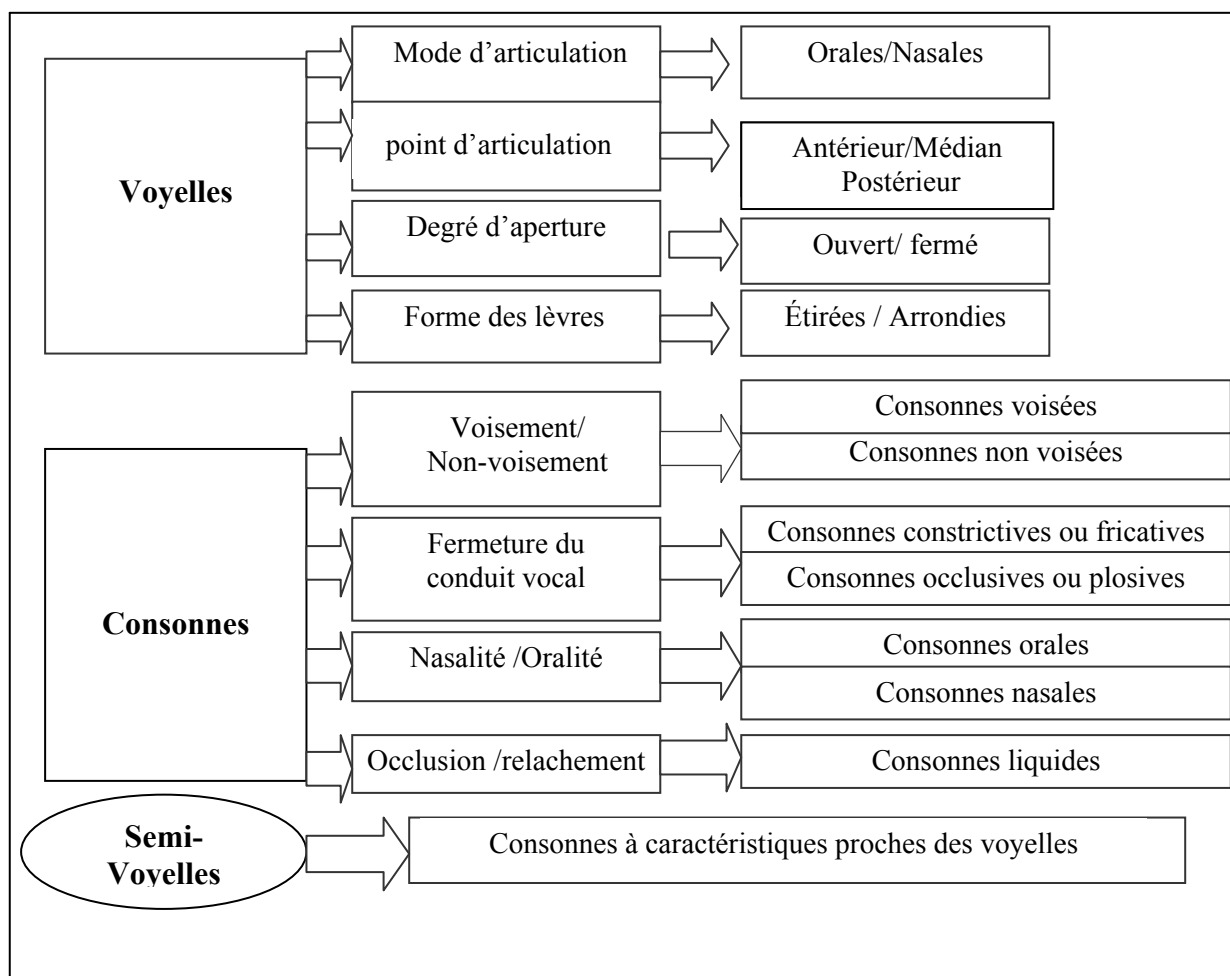 Voyelles
Mode d’articulation
Orales/Nasales
point d’articulation
Antérieur/Médian
Postérieur
Degré d’aperture
Ouvert/ fermé
Forme des lèvres
Étirées / Arrondies
Consonnes
Voisement/
Non-voisement
Consonnes voisées
Consonnes non voisées
Fermeture du
conduit vocal
Consonnes constrictives ou fricatives
Consonnes occlusives ou plosives
Nasalité /Oralité
Consonnes orales
Consonnes nasales
Occlusion /relachement
Consonnes liquides
Semi-
Voyelles
Consonnes à caractéristiques proches des voyelles